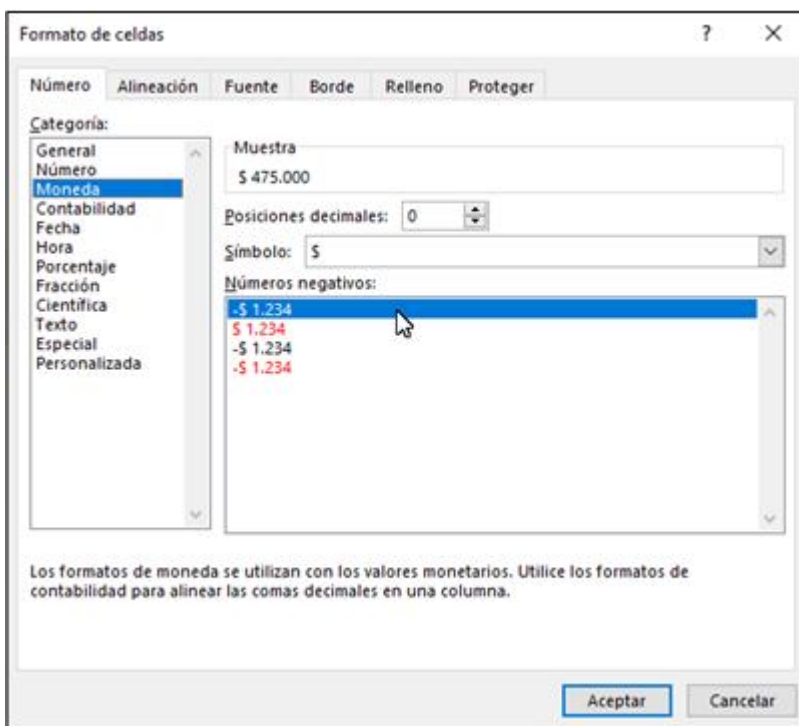 Formato de celdas ?
Número Alineación Fuente Borde Relleno Proteger
Categoría:
General
Número
Moneda
Contabilidad
Fecha
Hora
Porcentaje
Fracción
Científica
Texto
Especial
Personalizada
Muestra
$ 475.000
Posiciones decimales: 0
Símbolo: $
Números negativos:
-$ 1.234
$ 1.234
-$ 1.234
-$ 1.234
Los formatos de moneda se utilizan con los valores monetarios. Utilice los formatos de
contabilidad para alinear las comas decimales en una columna.
Aceptar Cancelar